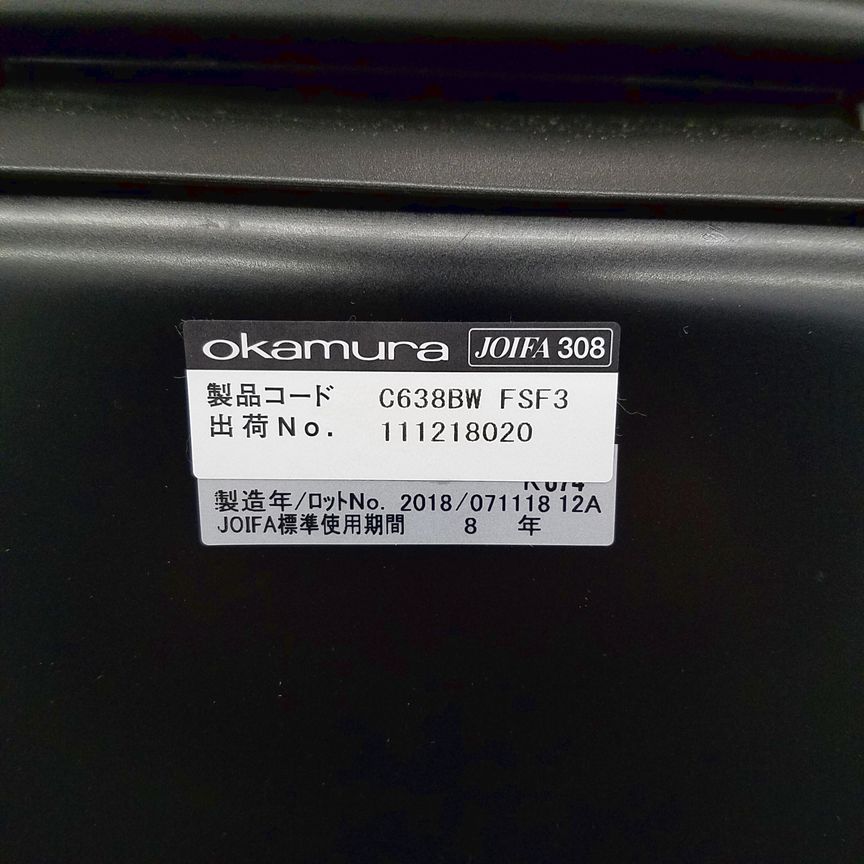 okamura JOIFA 308
製品コード C638BW FSF3
出荷No. 111218020
製造年/ロットNo. 2018/071118 12A
JOIFA標準使用期間 8 年